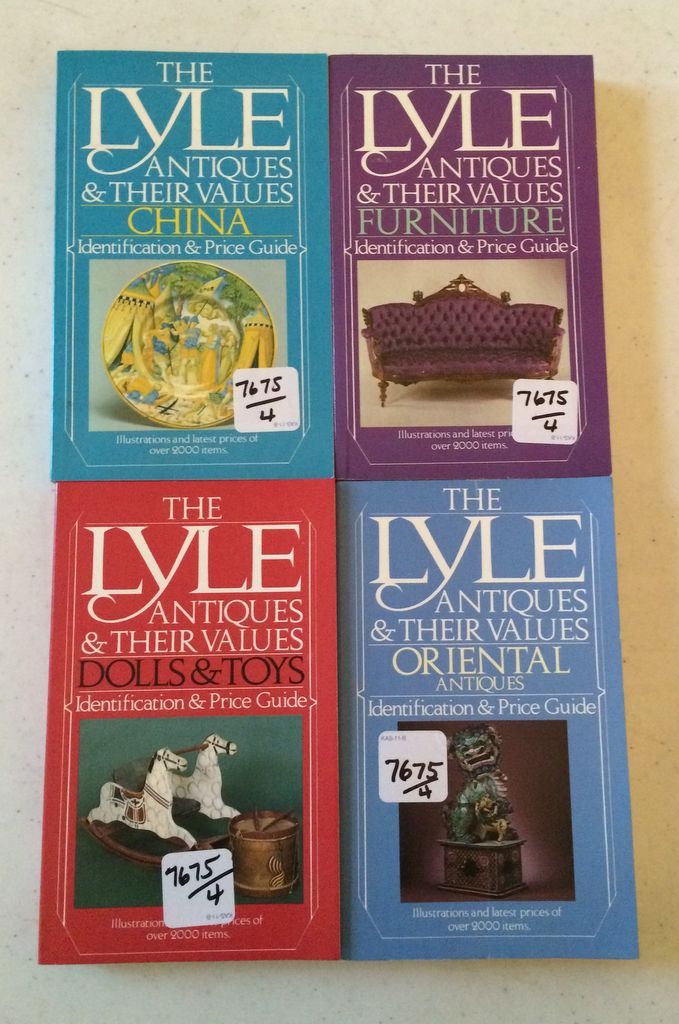 THE
LYLE
ANTIQUES
& THEIR VALUES
CHINA
Identification & Price Guide
7675
4
Illustrations and latest prices of
over 2000 items.
THE
LYLE
ANTIQUES
& THEIR VALUES
FURNITURE
Identification & Price Guide
7675
4
Illustrations and latest pri
over 2000 items.
THE
LYLE
ANTIQUES
& THEIR VALUES
DOLLS & TOYS
Identification & Price Guide
7675
4
Illustration ces of
over 2000 items.
THE
LYLE
ANTIQUES
& THEIR VALUES
ORIENTAL
ANTIQUES
Identification & Price Guide
7675
4
Illustrations and latest prices of
over 2000 items.